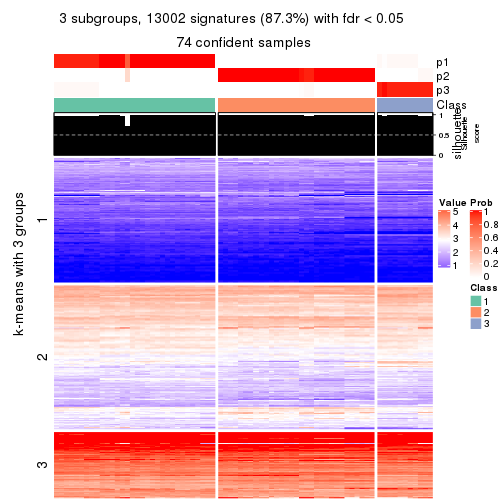 3 subgroups, 13002 signatures (87.3%) with fdr < 0.05
74 confident samples
p1
p2
p3
Class
1
0.5
0
silhouette
Silhouette
score
k-means with 3 groups
1
2
3
Value
5
4
3
2
1
Prob
1
0.8
0.6
0.4
0.2
0
Class
1
2
3